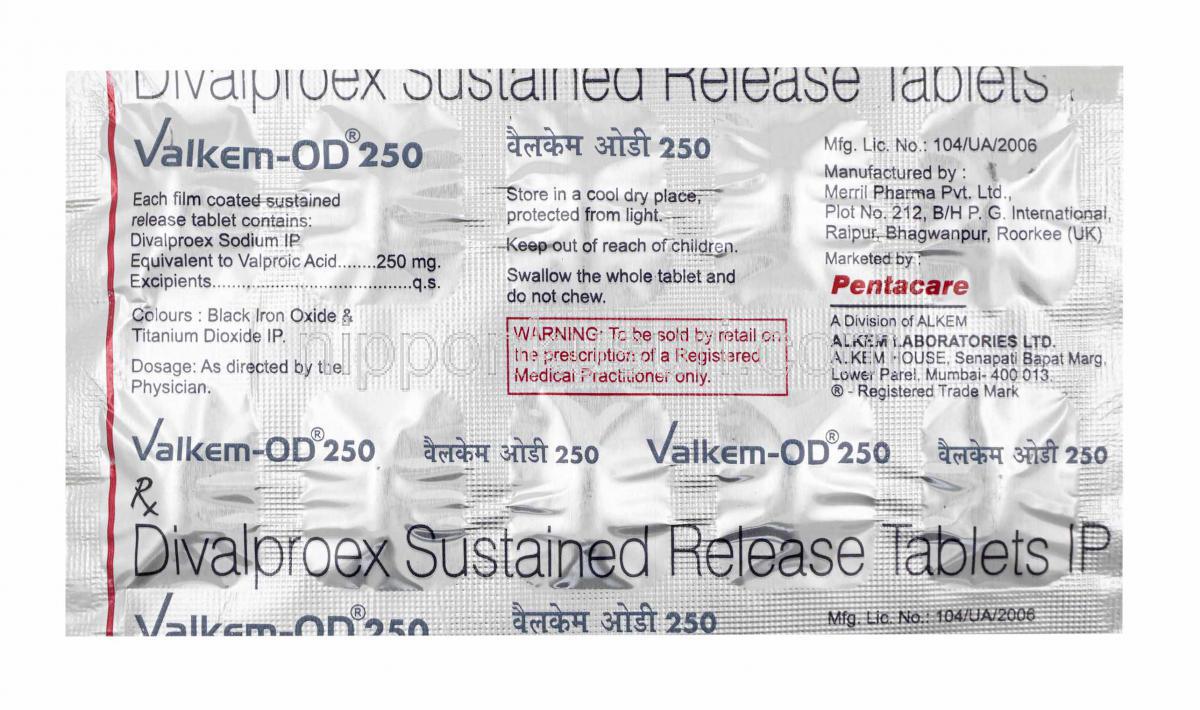 Divalproex Sustained Release Tablets
Valkem-OD® 250
Each film coated sustained
release tablet contains:
Divalproex Sodium IP
Equivalent to Valproic Acid........250 mg.
Excipients......................................q.s.
Colours : Black Iron Oxide &
Titanium Dioxide IP.
Dosage: As directed by the
Physician.
वैलकेम ओडी 250
Store in a cool dry place,
protected from light.
Keep out of reach of children.
Swallow the whole tablet and
do not chew.
WARNING: To be sold by retail on
the prescription of a Registered
Medical Practitioner only.
Mfg. Lic. No.: 104/UA/2006
Manufactured by :
Merril Pharma Pvt. Ltd.,
Plot No. 212, B/H P. G. International,
Raipur, Bhagwanpur, Roorkee (UK)
Marketed by :
Pentacare
A Division of ALKEM
ALKEM LABORATORIES LTD.
ALKEM HOUSE, Senapati Bapat Marg,
Lower Parel, Mumbai- 400 013.
® - Registered Trade Mark
Valkem-OD® 250 वैलकेम ओडी 250 Valkem-OD® 250 वैलकेम ओडी 250
Rx
Divalproex Sustained Release Tablets IP
Valkem-OD® 250 वैलकेम ओडी 250 Mfg. Lic. No.: 104/UA/2006